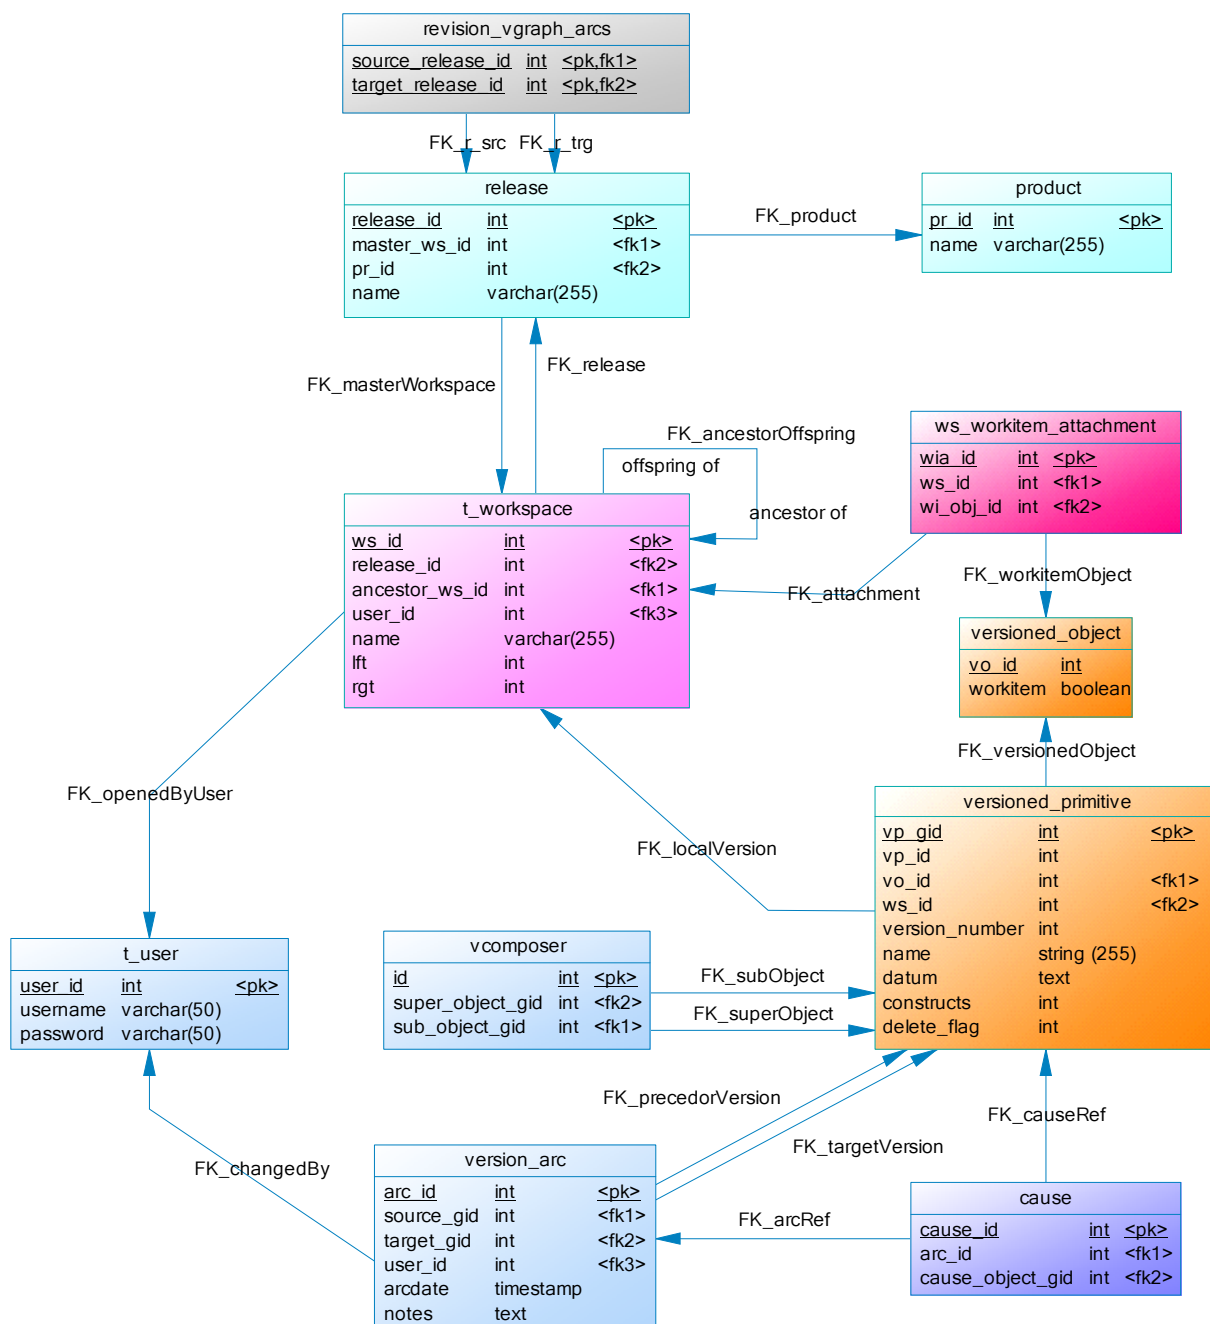 revision_vgraph_arcs
source_release_id int <pk,fk1>
target_release_id int <pk,fk2>
FK_r_src FK_r_trg
release
release_id int <pk>
master_ws_id int <fk1>
pr_id int <fk2>
name varchar(255)
FK_product
product
pr_id int <pk>
name varchar(255)
FK_masterWorkspace
FK_release
FK_ancestorOffspring
offspring of
ancestor of
t_workspace
ws_id int <pk>
release_id int <fk2>
ancestor_ws_id int <fk1>
user_id int <fk3>
name varchar(255)
lft int
rgt int
ws_workitem_attachment
wia_id int <pk>
ws_id int <fk1>
wi_obj_id int <fk2>
FK_attachment
FK_workitemObject
versioned_object
vo_id int
workitem boolean
FK_versionedObject
FK_openedByUser
FK_localVersion
versioned_primitive
vp_gid int <pk>
vp_id int
vo_id int <fk1>
ws_id int <fk2>
version_number int
name string (255)
datum text
constructs int
delete_flag int
t_user
user_id int <pk>
username varchar(50)
password varchar(50)
vcomposer
id int <pk>
super_object_gid int <fk2>
sub_object_gid int <fk1>
FK_subObject
FK_superObject
FK_precedorVersion
FK_targetVersion
FK_causeRef
FK_changedBy
version_arc
arc_id int <pk>
source_gid int <fk1>
target_gid int <fk2>
user_id int <fk3>
arcdate timestamp
notes text
FK_arcRef
cause
cause_id int <pk>
arc_id int <fk1>
cause_object_gid int <fk2>